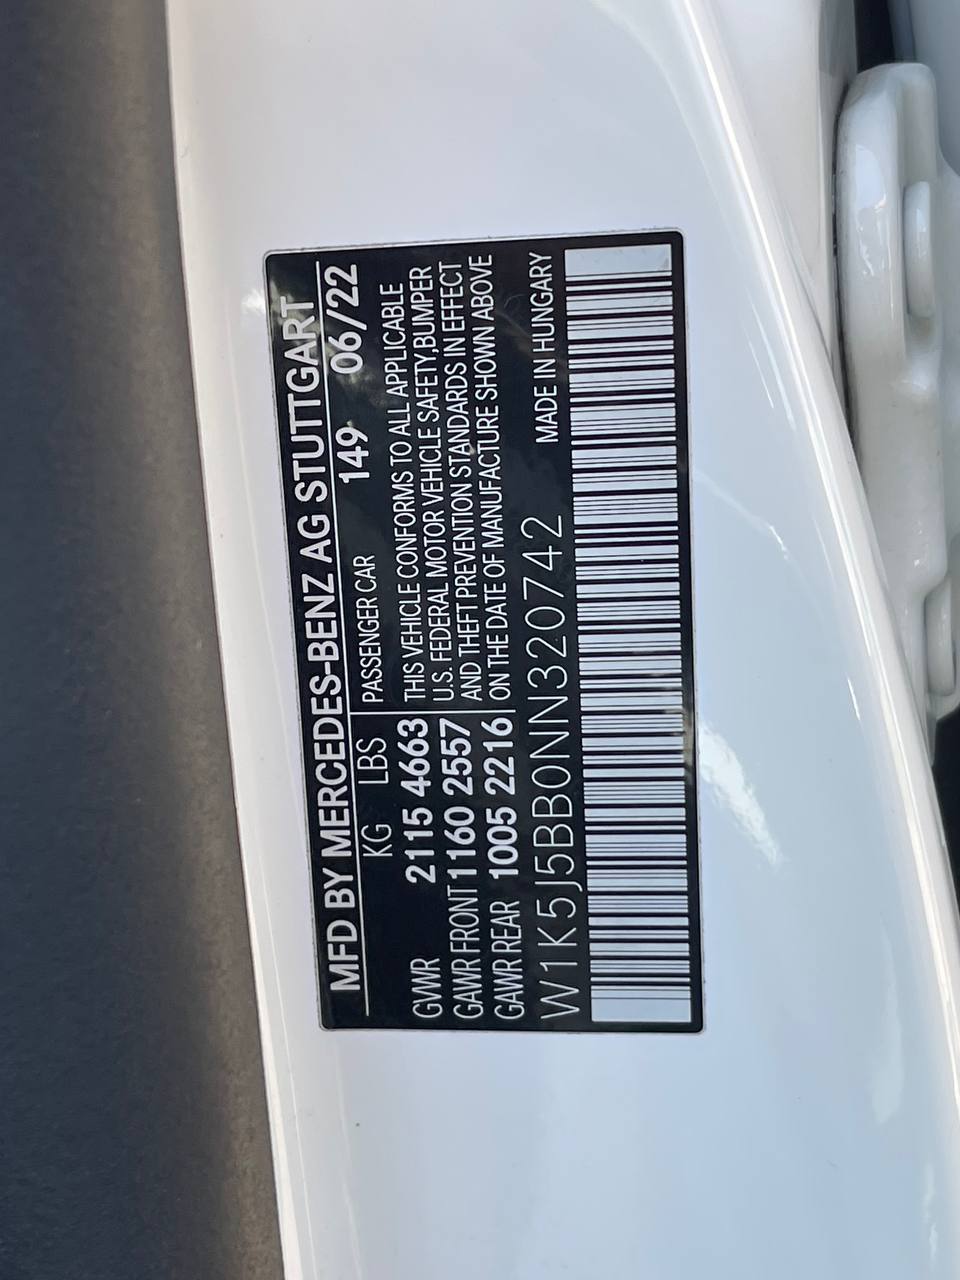 MFD BY MERCEDES-BENZ AG STUTTGART
KG LBS 149 06/22
PASSENGER CAR
GVWR 2115 4663 THIS VEHICLE CONFORMS TO ALL APPLICABLE
GAWR FRONT 1160 2557 U.S. FEDERAL MOTOR VEHICLE SAFETY,BUMPER
AND THEFT PREVENTION STANDARDS IN EFFECT
GAWR REAR 1005 2216 ON THE DATE OF MANUFACTURE SHOWN ABOVE
W1K5J5BB0NN320742 MADE IN HUNGARY